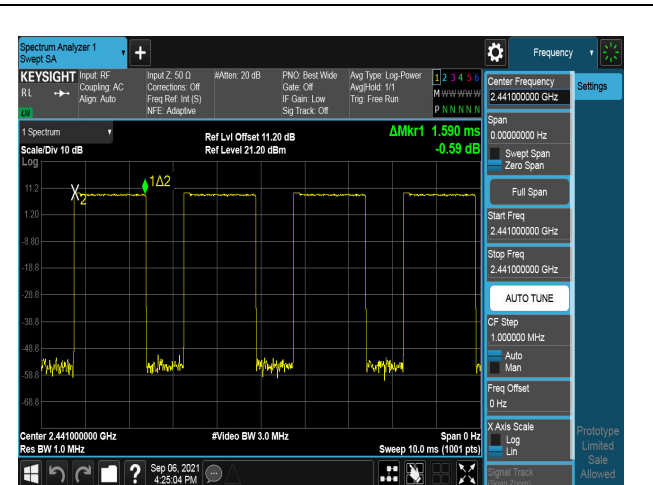 Spectrum Analyzer 1
Swept SA
Frequency
KEYSIGHT
Input: RF
Coupling: AC
Align: Auto
Input Z: 50 Ω
Corrections: Off
Freq Ref: Int (S)
NFE: Adaptive
#Atten: 20 dB
PNO: Best Wide
Gate: Off
IF Gain: Low
Sig Track: Off
Avg Type: Log-Power
Avg|Hold: 1/1
Trig: Free Run
1 2 3 4 5 6
M W W W W W
P N N N N N
RL
LXI
1 Spectrum
Scale/Div 10 dB
Log
Ref Lvl Offset 11.20 dB
Ref Level 21.20 dBm
ΔMkr1 1.590 ms
-0.59 dB
11.2
1.20
-8.80
-18.8
-28.8
-38.8
-48.8
-58.8
-68.8
X2
1Δ2
Center 2.441000000 GHz
Res BW 1.0 MHz
#Video BW 3.0 MHz
Span 0 Hz
Sweep 10.0 ms (1001 pts)
Sep 06, 2021
4:25:04 PM
Center Frequency
2.441000000 GHz
Settings
Span
0.00000000 Hz
Swept Span
Zero Span
Full Span
Start Freq
2.441000000 GHz
Stop Freq
2.441000000 GHz
AUTO TUNE
CF Step
1.000000 MHz
Auto
Man
Freq Offset
0 Hz
X Axis Scale
Log
Lin
Signal Track
(Span Zoom)
Prototype
Limited
Sale
Allowed